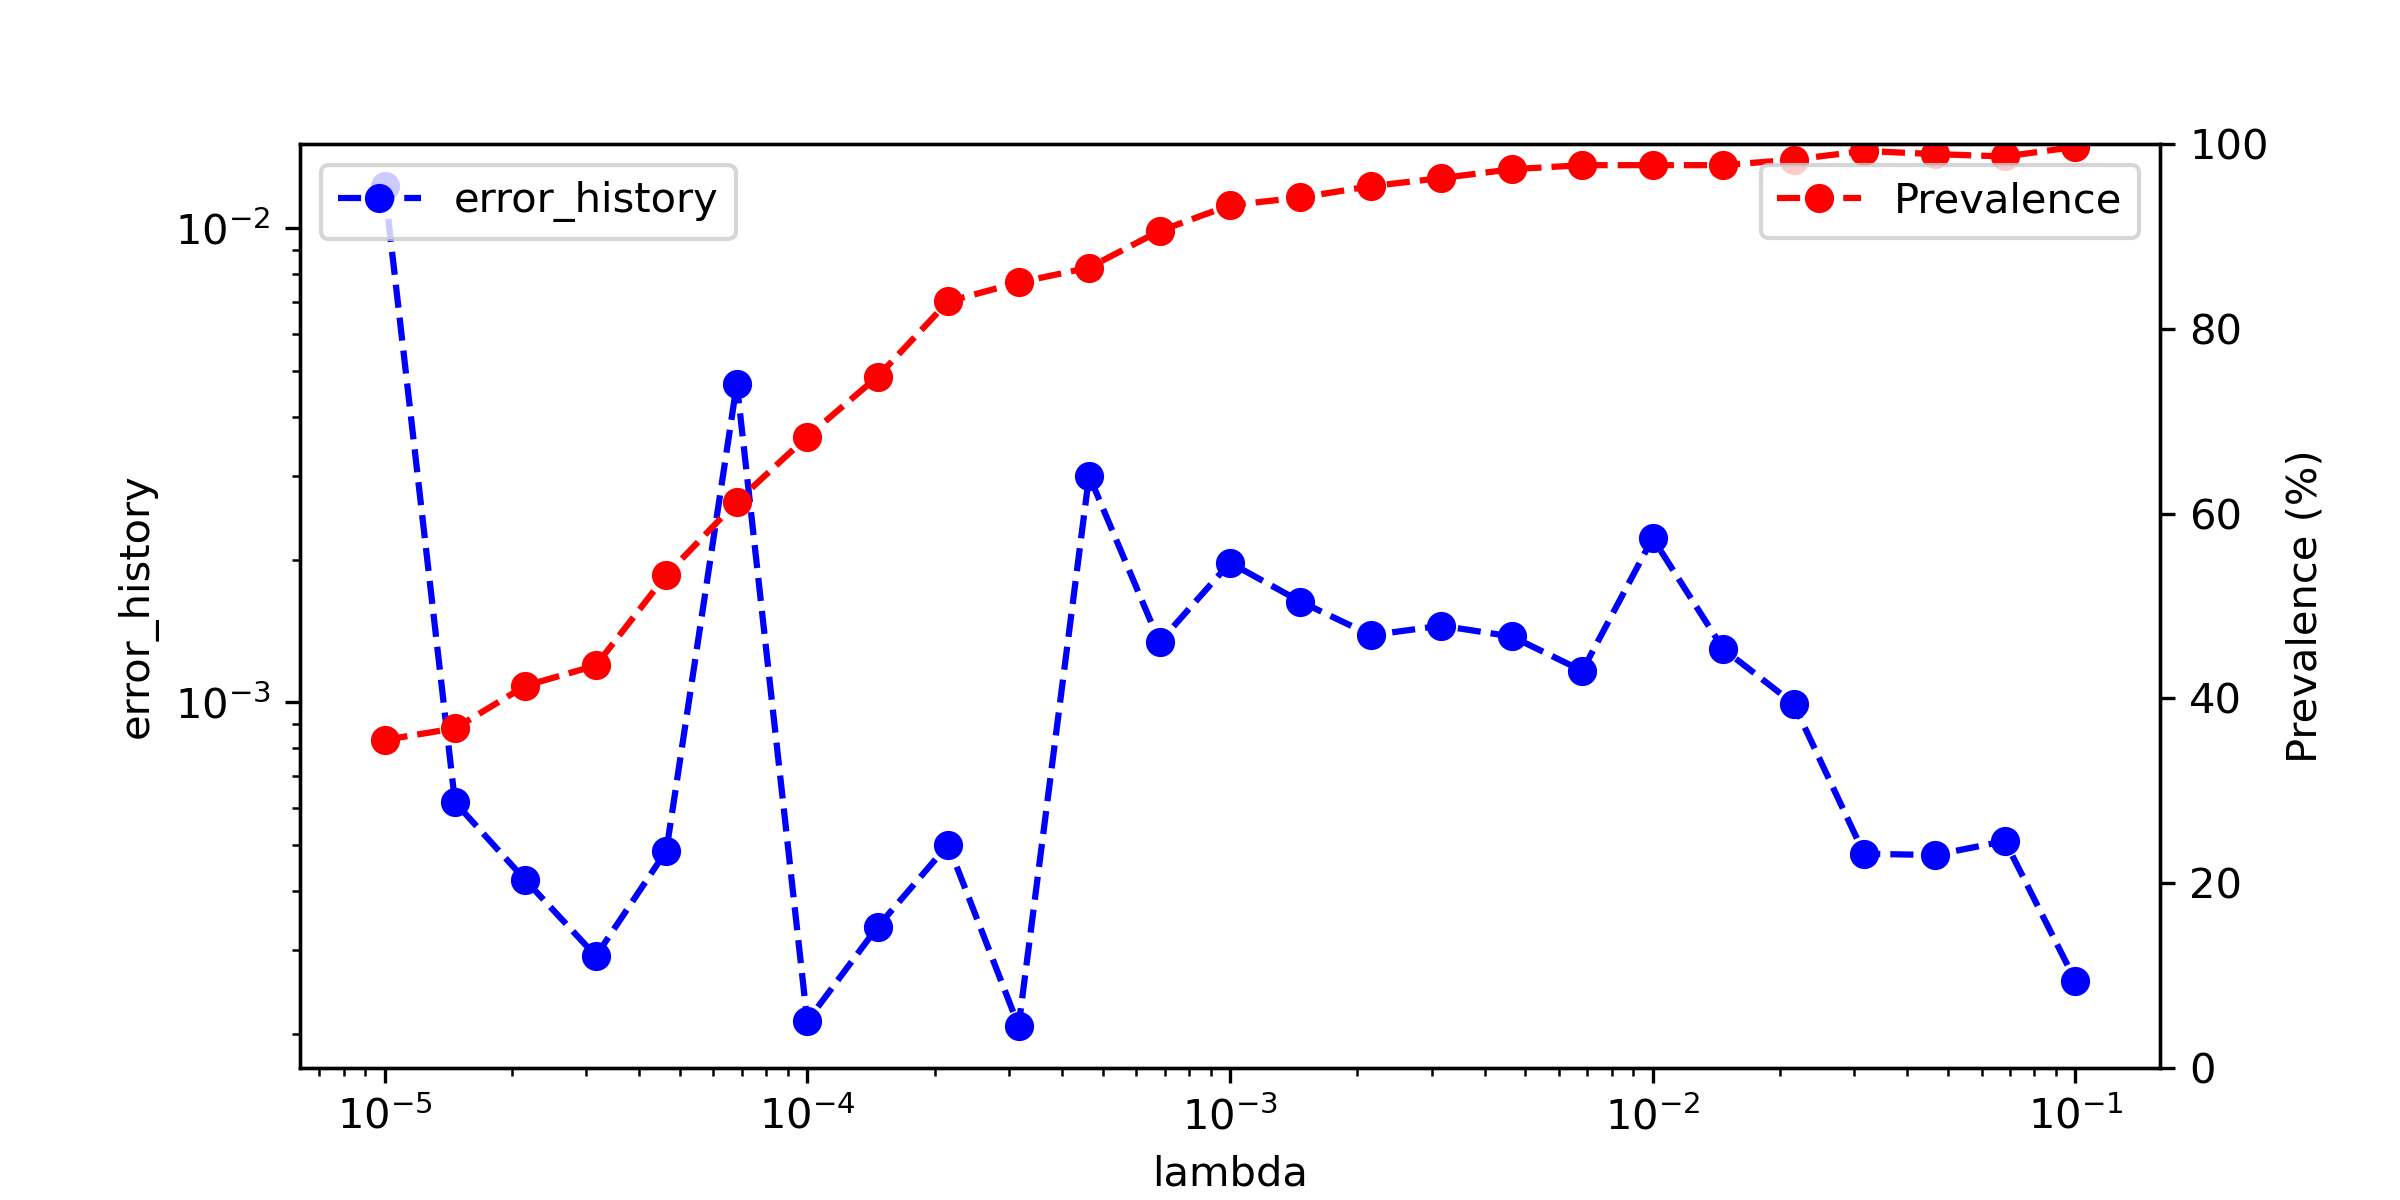 error_history
Prevalence
10⁻²
10⁻³
error_history
100
80
60
40
20
0
Prevalence (%)
10⁻⁵
10⁻⁴
10⁻³
10⁻²
10⁻¹
lambda